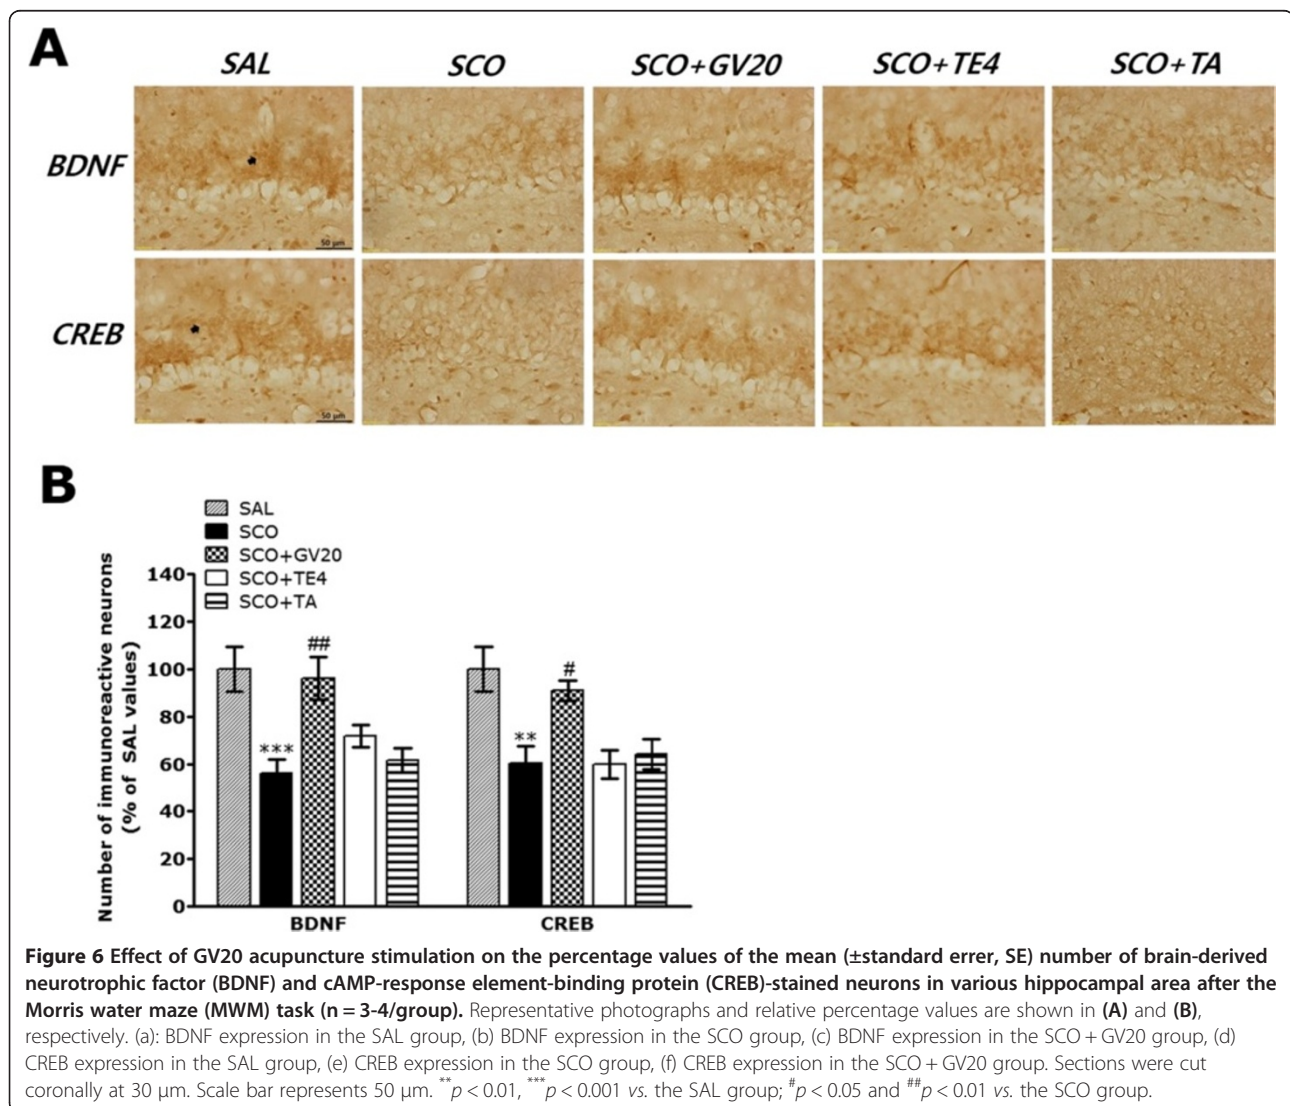 A
SAL SCO SCO+GV20 SCO+TE4 SCO+TA
BDNF
50 μm
CREB
50 μm
B
SAL
SCO
SCO+GV20
SCO+TE4
SCO+TA
Number of immunoreactive neurons
(% of SAL values)
140
120
100
80
60
40
20
0
***
##
**
#
BDNF CREB
Figure 6 Effect of GV20 acupuncture stimulation on the percentage values of the mean (±standard errer, SE) number of brain-derived
neurotrophic factor (BDNF) and cAMP-response element-binding protein (CREB)-stained neurons in various hippocampal area after the
Morris water maze (MWM) task (n = 3-4/group). Representative photographs and relative percentage values are shown in (A) and (B),
respectively. (a): BDNF expression in the SAL group, (b) BDNF expression in the SCO group, (c) BDNF expression in the SCO + GV20 group, (d)
CREB expression in the SAL group, (e) CREB expression in the SCO group, (f) CREB expression in the SCO + GV20 group. Sections were cut
coronally at 30 μm. Scale bar represents 50 μm. **p < 0.01, ***p < 0.001 vs. the SAL group; #p < 0.05 and ##p < 0.01 vs. the SCO group.